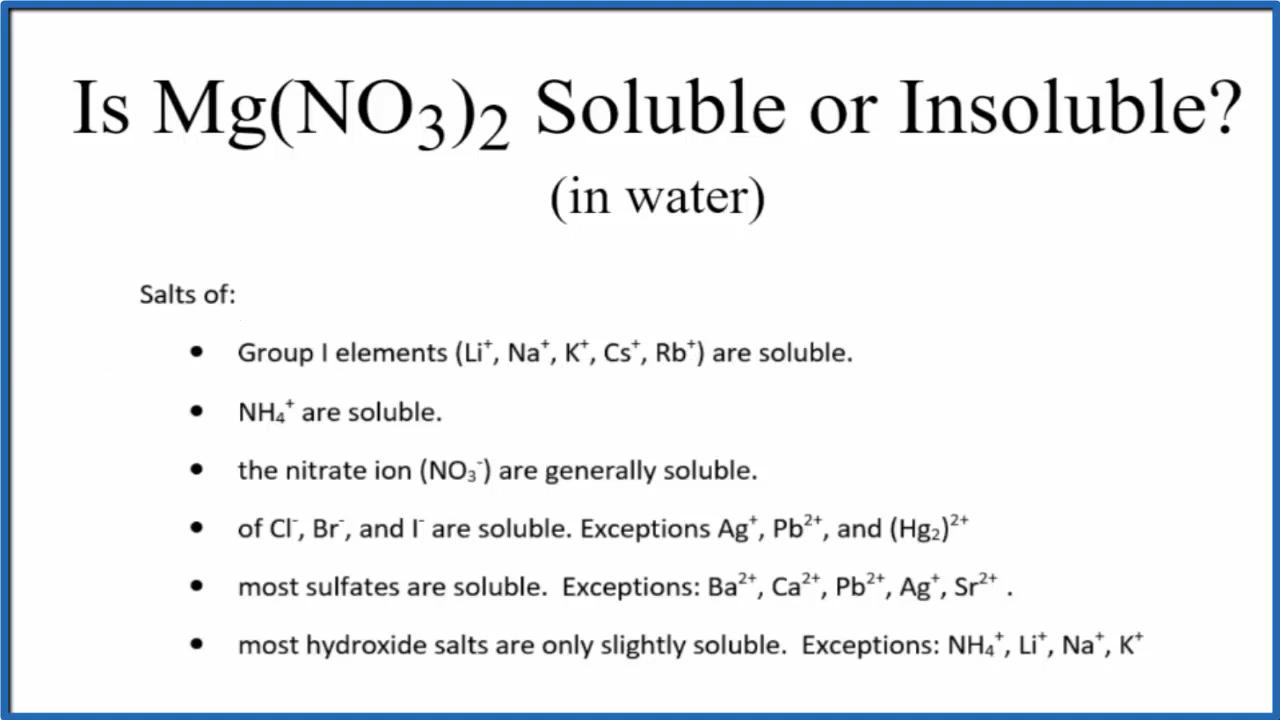 Is Mg(NO₃)₂ Soluble or Insoluble?
(in water)
Salts of:
• Group I elements (Li⁺, Na⁺, K⁺, Cs⁺, Rb⁺) are soluble.
• NH₄⁺ are soluble.
• the nitrate ion (NO₃⁻) are generally soluble.
• of Cl⁻, Br⁻, and I⁻ are soluble. Exceptions Ag⁺, Pb²⁺, and (Hg₂)²⁺
• most sulfates are soluble.  Exceptions: Ba²⁺, Ca²⁺, Pb²⁺, Ag⁺, Sr²⁺ .
• most hydroxide salts are only slightly soluble.  Exceptions: NH₄⁺, Li⁺, Na⁺, K⁺